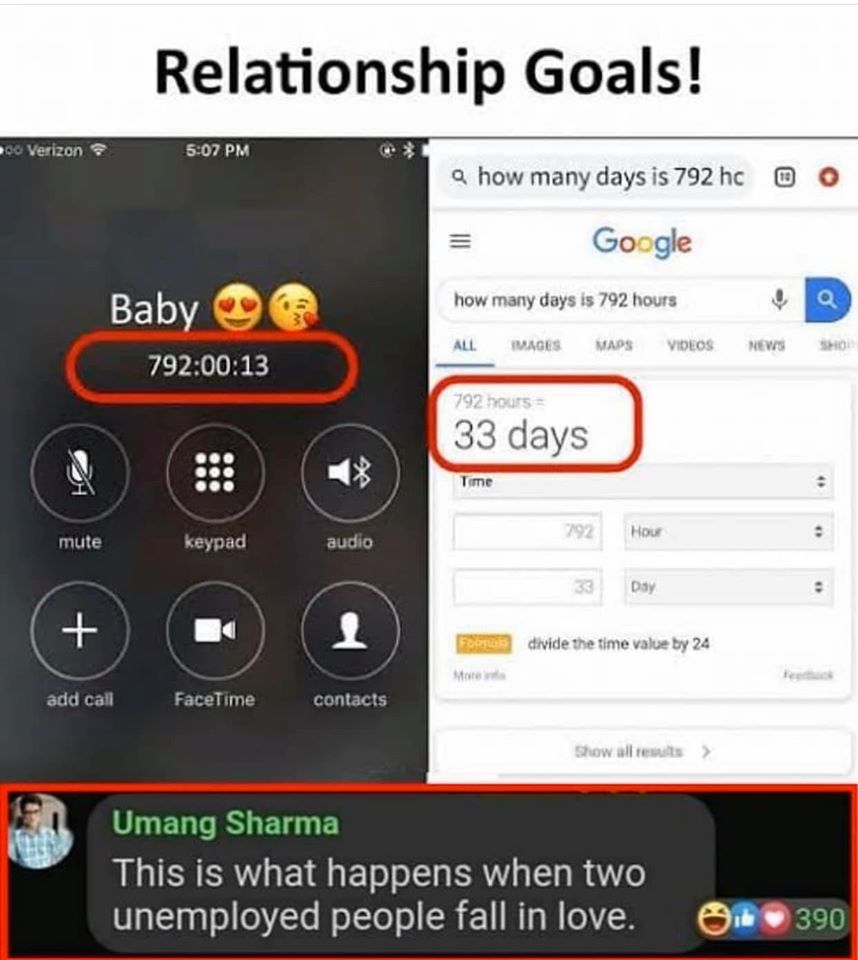 Relationship Goals!
Verizon
5:07 PM
Baby
792:00:13
mute
keypad
audio
add call
FaceTime
contacts
how many days is 792 hc
10
Google
how many days is 792 hours
ALL IMAGES MAPS VIDEOS NEWS SHOP
792 hours =
33 days
Time
792 Hour
33 Day
Formula divide the time value by 24
More info Feedback
Show all results
Umang Sharma
This is what happens when two
unemployed people fall in love.
390